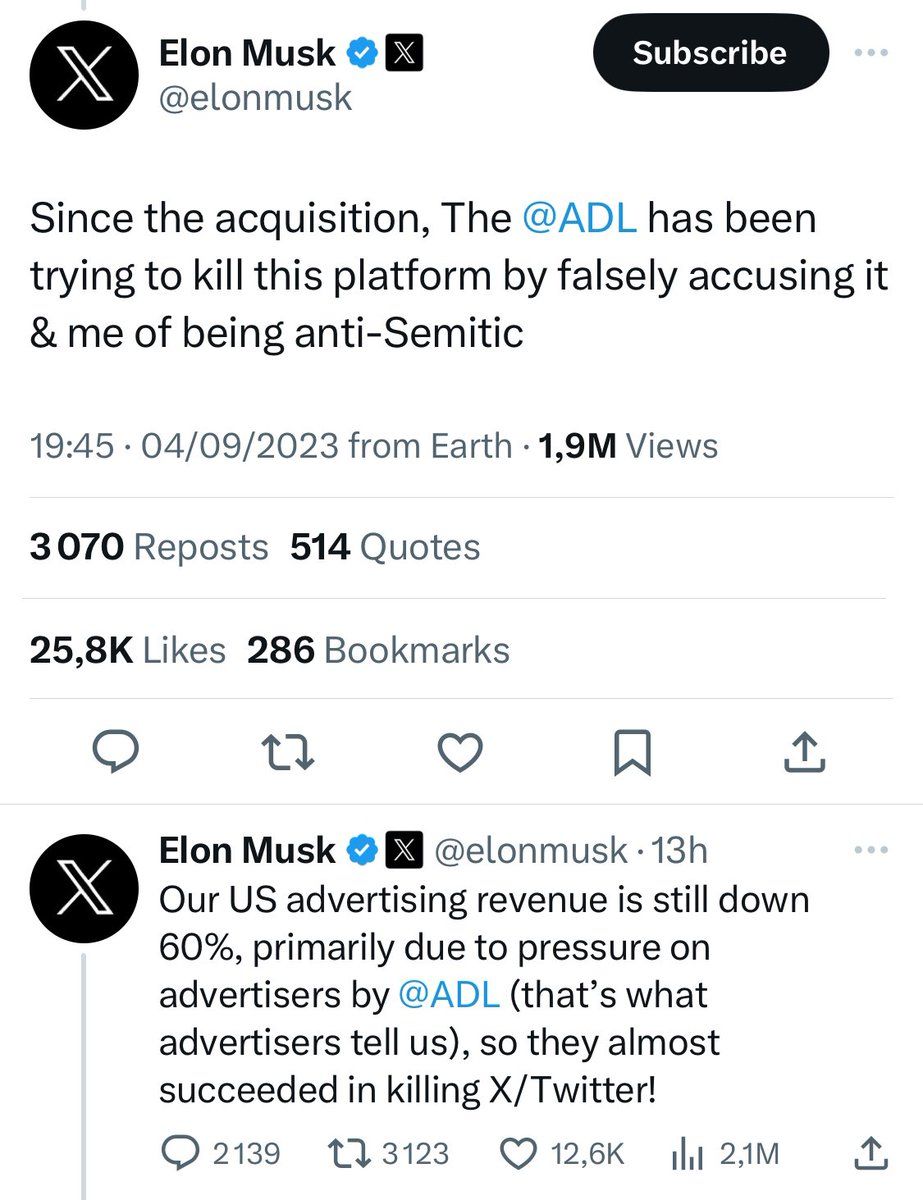 Elon Musk
Subscribe
@elonmusk
Since the acquisition, The @ADL has been
trying to kill this platform by falsely accusing it
& me of being anti-Semitic
19:45 · 04/09/2023 from Earth · 1,9M Views
3 070 Reposts 514 Quotes
25,8K Likes 286 Bookmarks
Elon Musk @elonmusk · 13h
Our US advertising revenue is still down
60%, primarily due to pressure on
advertisers by @ADL (that’s what
advertisers tell us), so they almost
succeeded in killing X/Twitter!
2 139 3 123 12,6K 2,1M